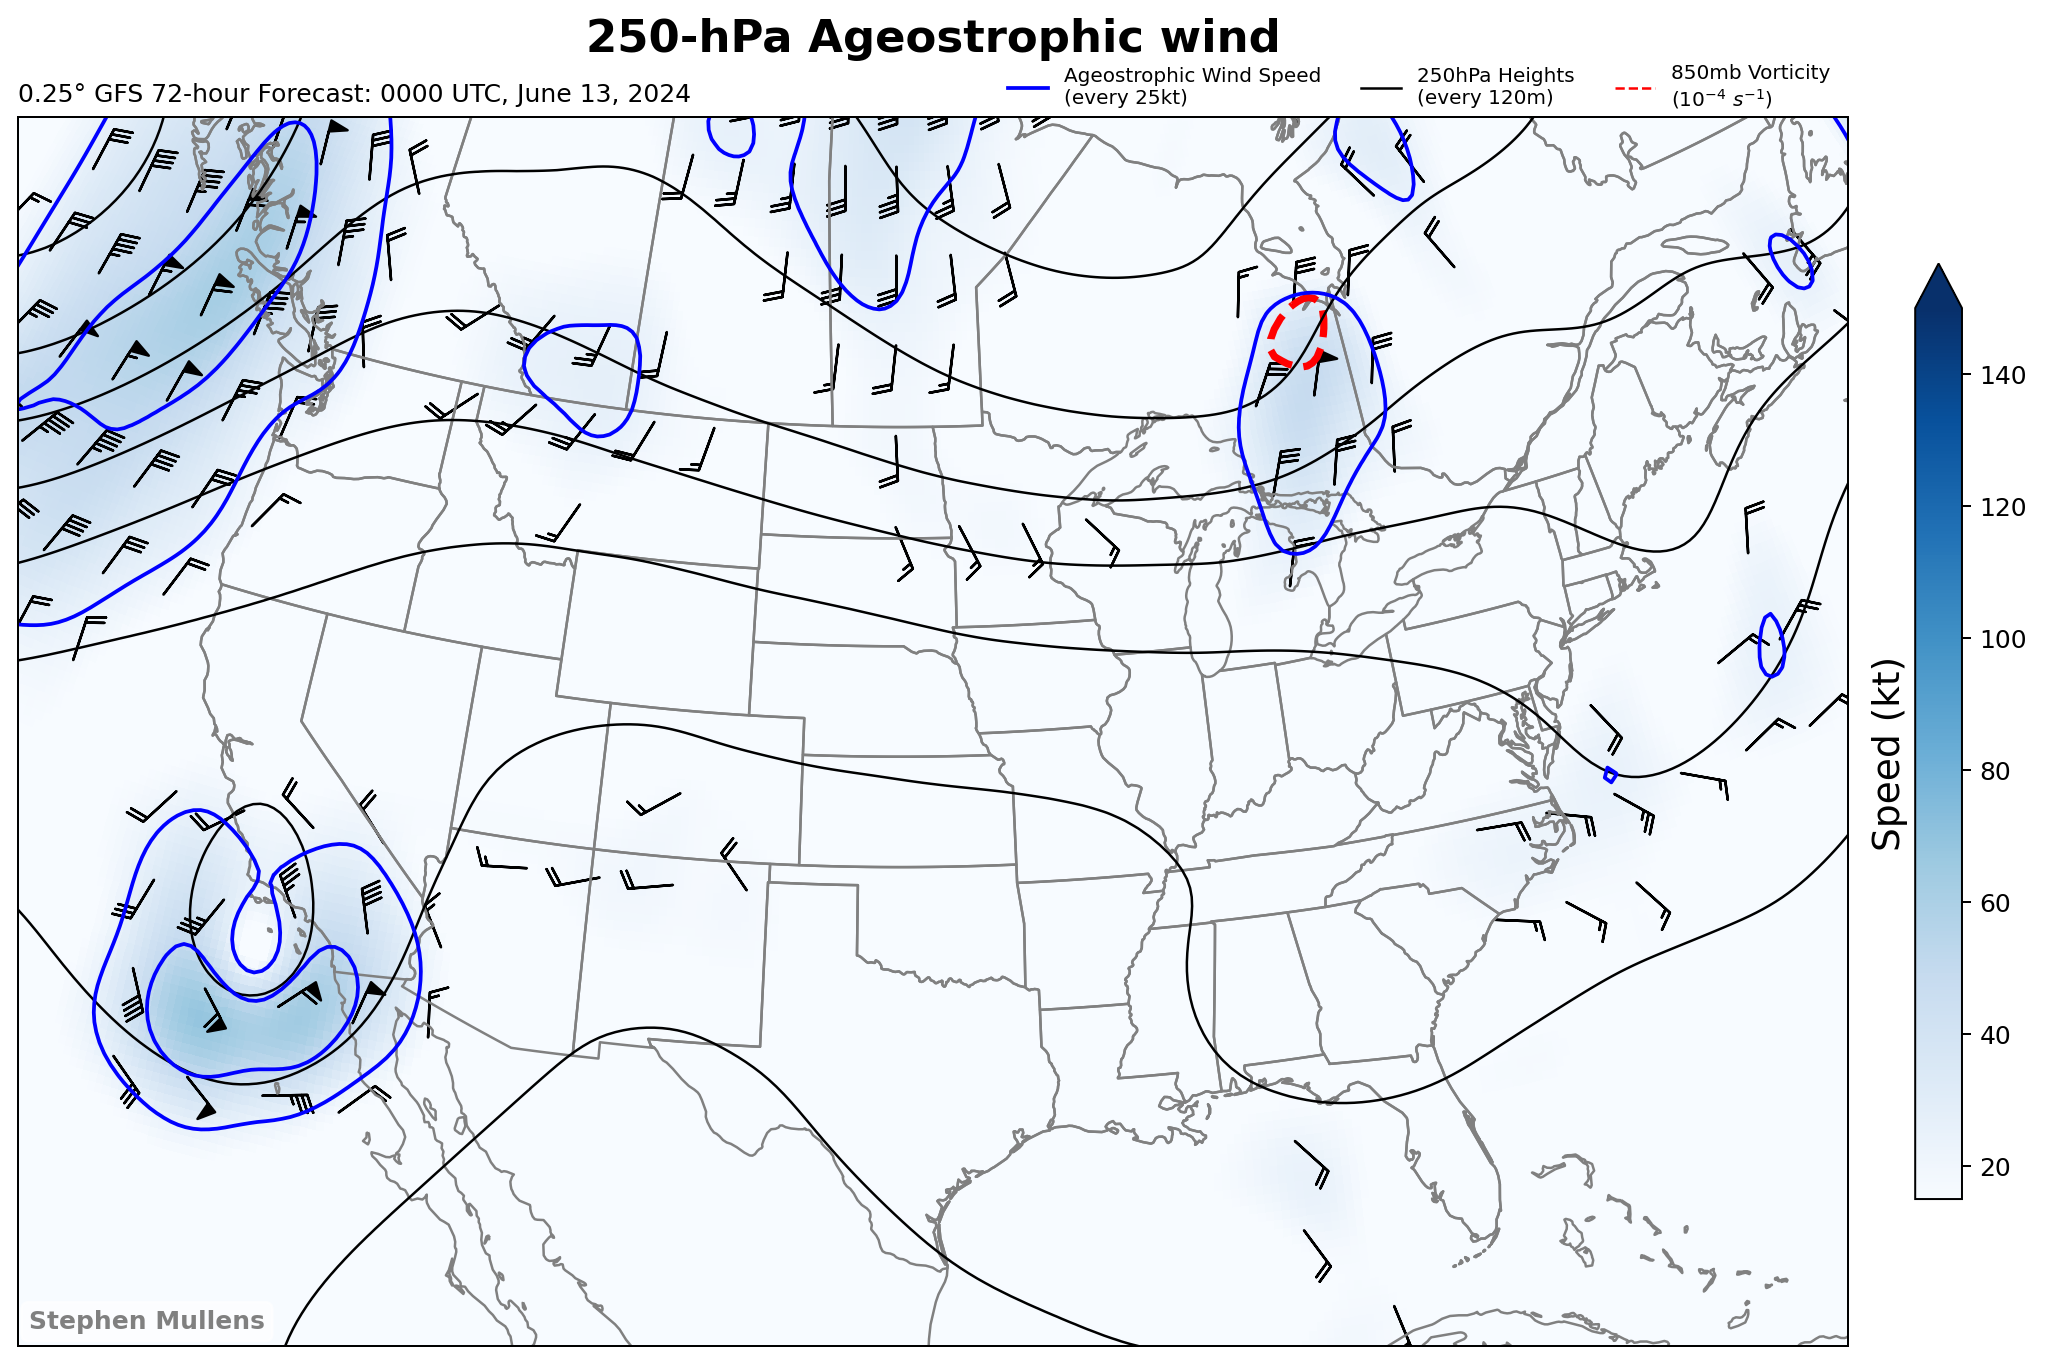 250-hPa Ageostrophic wind
0.25° GFS 72-hour Forecast: 0000 UTC, June 13, 2024
Ageostrophic Wind Speed
(every 25kt)
250hPa Heights
(every 120m)
850mb Vorticity
(10⁻⁴ s⁻¹)
140
120
100
80
60
40
20
Speed (kt)
Stephen Mullens